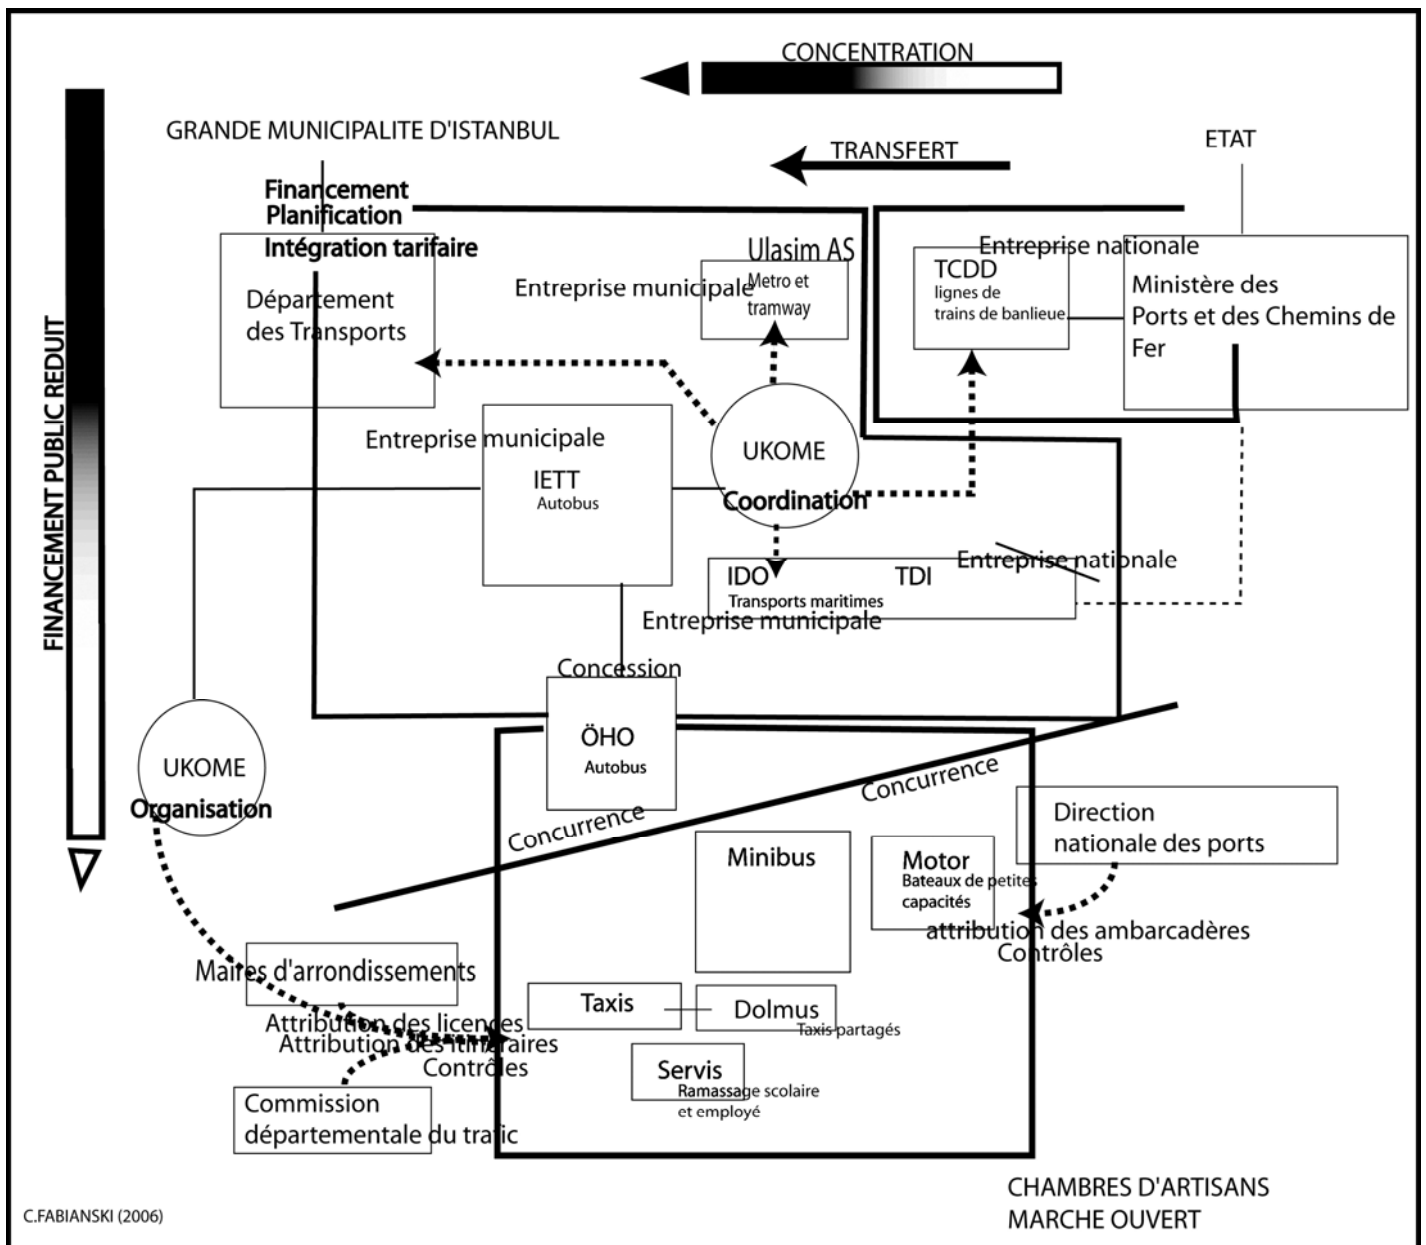 CONCENTRATION
GRANDE MUNICIPALITE D'ISTANBUL
ETAT
TRANSFERT
Financement
Planification
Intégration tarifaire
Département
des Transports
Ulasim AS
Entreprise municipale
Metro et
tramway
Entreprise nationale
TCDD
lignes de
trains de banlieue
Ministère des
Ports et des Chemins de
Fer
FINANCEMENT PUBLIC REDUIT
Entreprise municipale
IETT
Autobus
UKOME
Coordination
Entreprise nationale
IDO
TDI
Transports maritimes
Entreprise municipale
Concession
ÖHO
Autobus
UKOME
Organisation
Concurrence
Concurrence
Direction
nationale des ports
Minibus
Motor
Bateaux de petites
capacités
attribution des ambarcadères
Contrôles
Maires d'arrondissements
Attribution des licences
Attribution des itinéraires
Contrôles
Taxis
Dolmus
Taxis partagés
Servis
Ramassage scolaire
et employé
Commission
départementale du trafic
CHAMBRES D'ARTISANS
MARCHE OUVERT
C.FABIANSKI (2006)